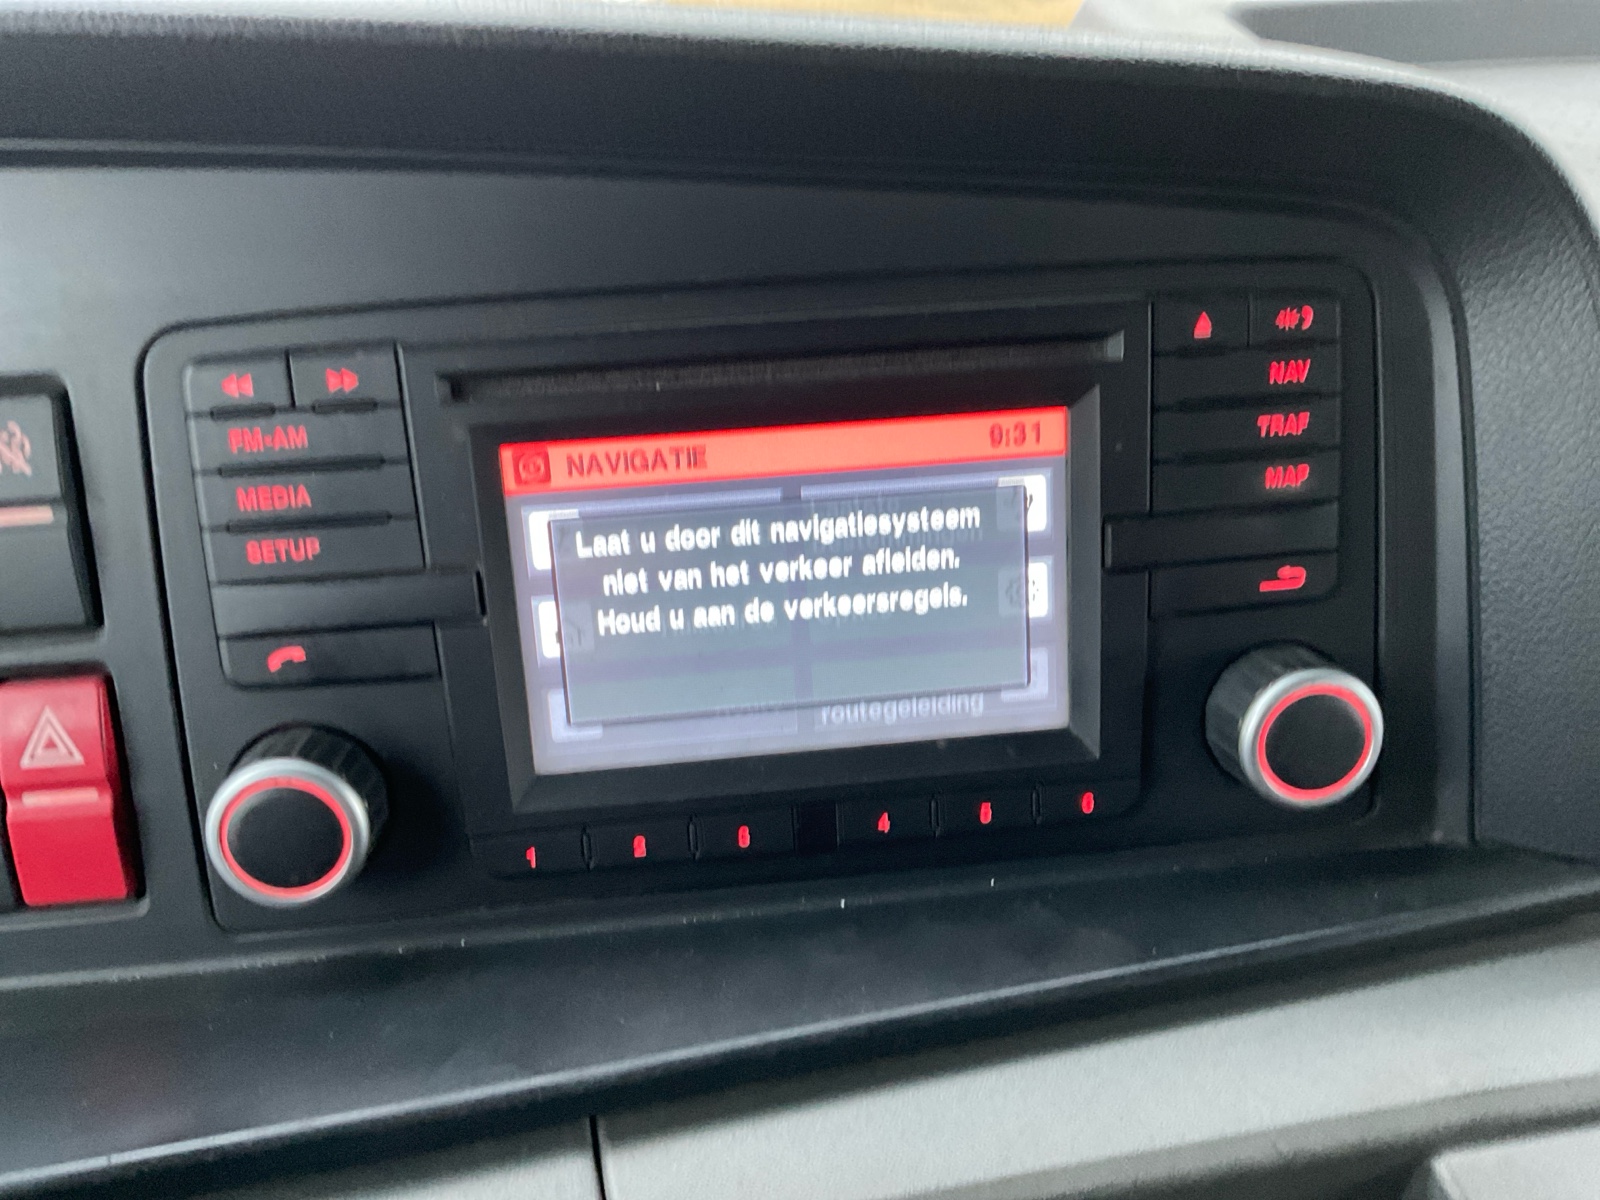 FM•AM
MEDIA
SETUP
NAVIGATIE 9:31
Laat u door dit navigatiesysteem
niet van het verkeer afleiden.
Houd u aan de verkeersregels.
routegeleiding
NAV
TRAF
MAP
1 2 3 4 5 6